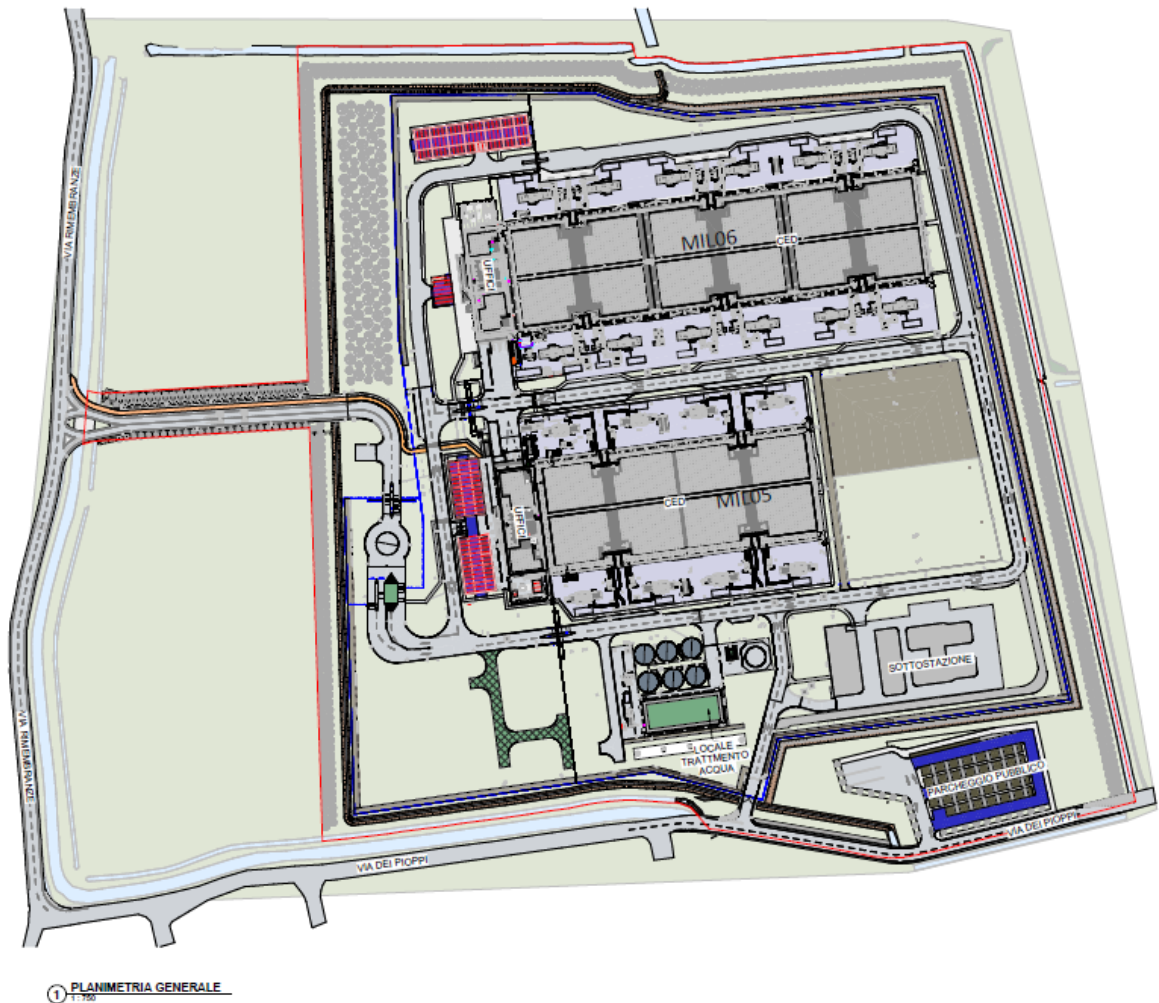 VIA RIMEMBRANZE
MIL06
CED
UFFICI
MIL05
CED
UFFICI
SOTTOSTAZIONE
LOCALE
TRATTMENTO
ACQUA
PARCHEGGIO PUBBLICO
VIA RIMEMBRANZE
VIA DEI PIOPPI
VIA DEI PIOPPI
1 PLANIMETRIA GENERALE
1 : 750